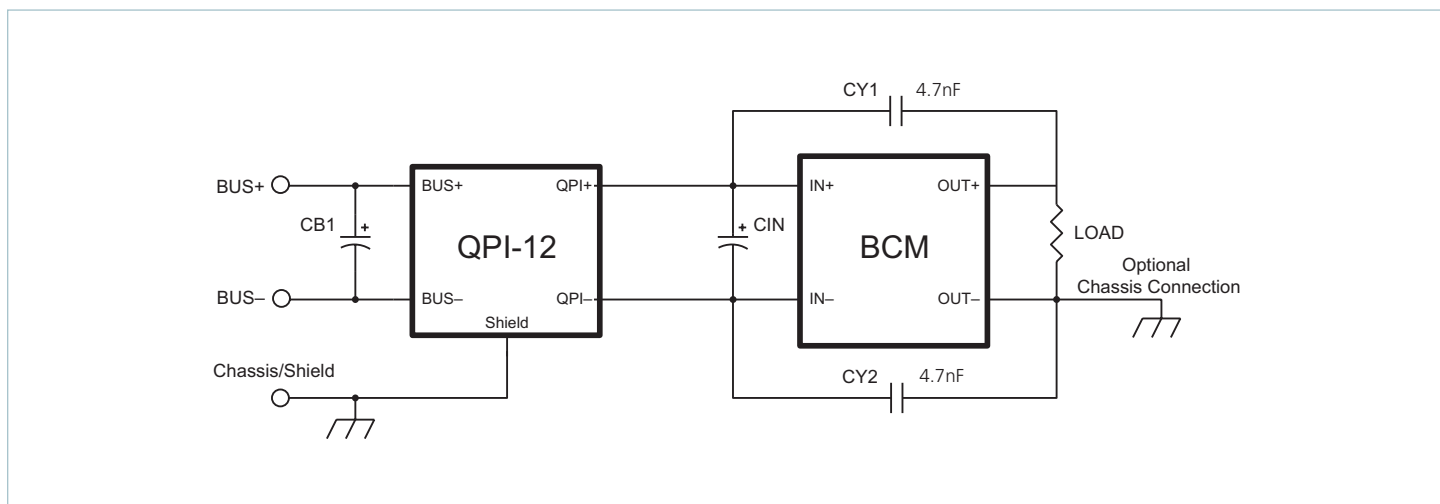 CY1 4.7nF
BUS+
BUS+
QPI+
IN+
OUT+
CB1
+
QPI-12
+
CIN
BCM
LOAD
Optional
Chassis Connection
BUS–
BUS–
QPI–
IN–
OUT–
Shield
Chassis/Shield
CY2 4.7nF